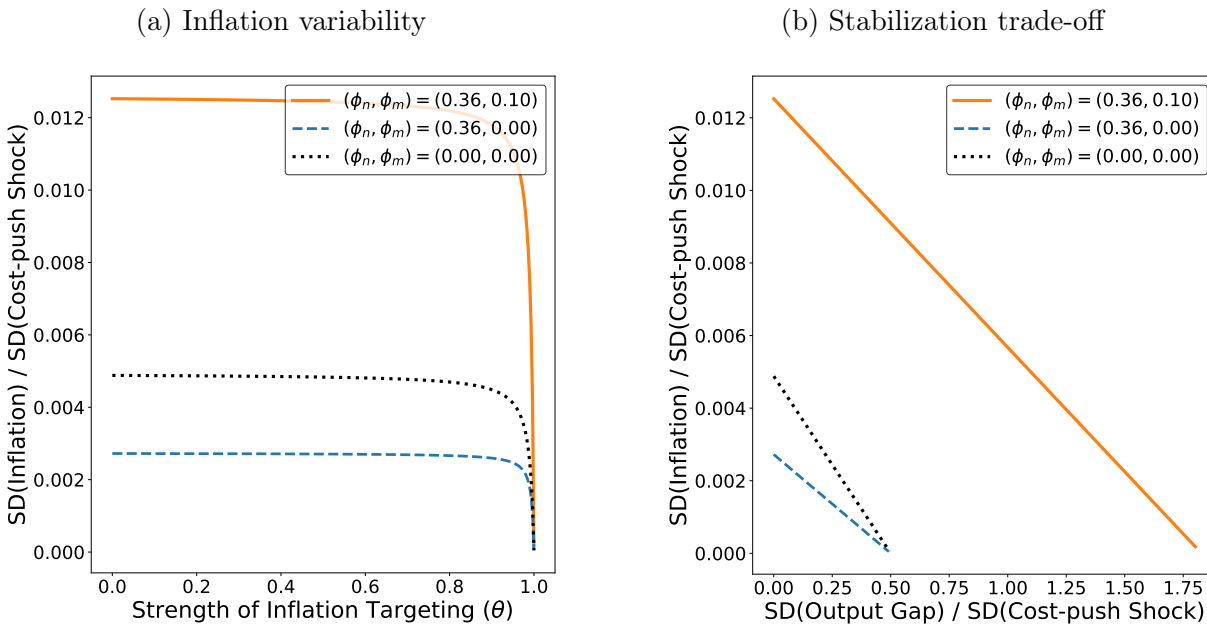 (a) Inflation variability
SD(Inflation) / SD(Cost-push Shock)
0.012
0.010
0.008
0.006
0.004
0.002
0.000
(ϕn, ϕm) = (0.36, 0.10)
(ϕn, ϕm) = (0.36, 0.00)
(ϕn, ϕm) = (0.00, 0.00)
0.0 0.2 0.4 0.6 0.8 1.0
Strength of Inflation Targeting (θ)
(b) Stabilization trade-off
SD(Inflation) / SD(Cost-push Shock)
0.012
0.010
0.008
0.006
0.004
0.002
0.000
(ϕn, ϕm) = (0.36, 0.10)
(ϕn, ϕm) = (0.36, 0.00)
(ϕn, ϕm) = (0.00, 0.00)
0.00 0.25 0.50 0.75 1.00 1.25 1.50 1.75
SD(Output Gap) / SD(Cost-push Shock)